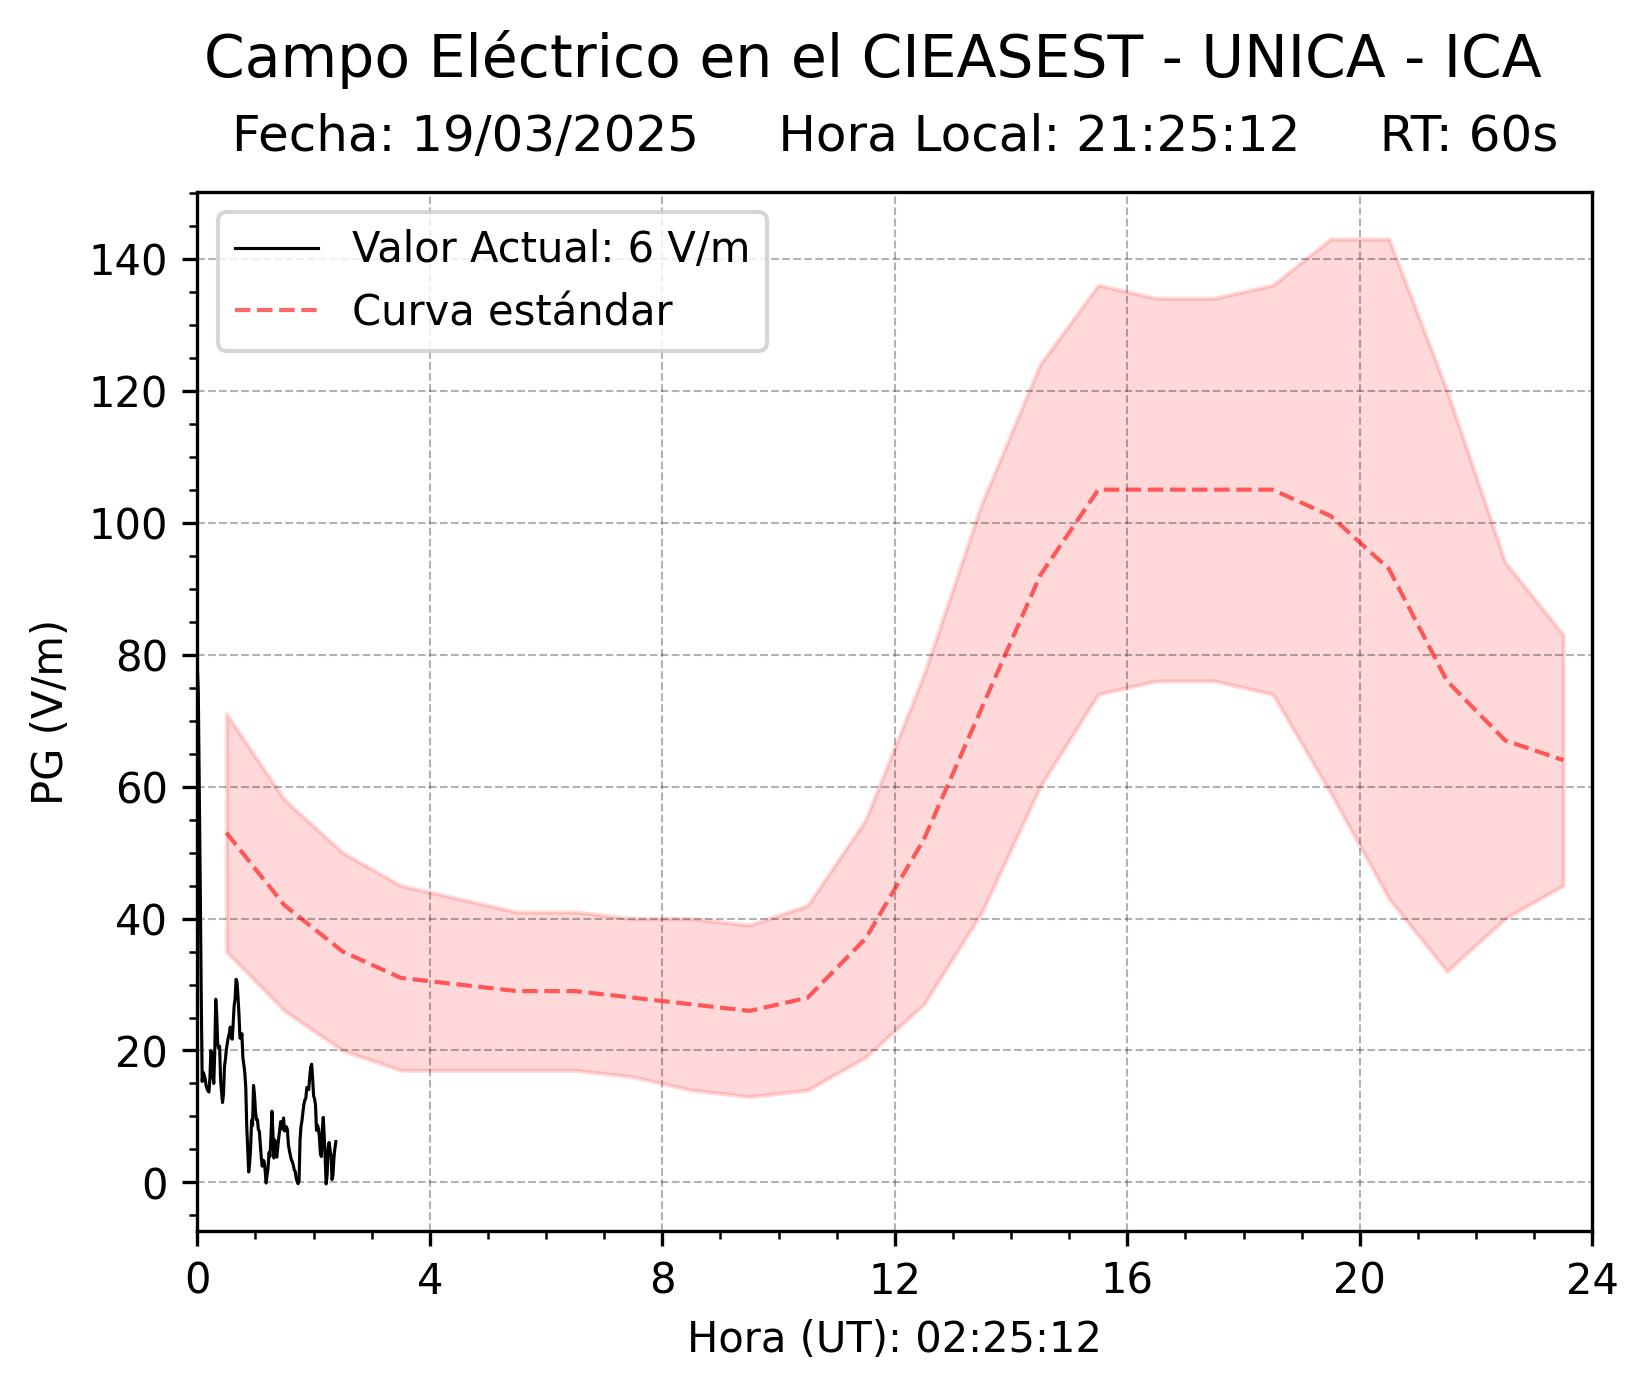 Campo Eléctrico en el CIEASEST - UNICA - ICA
Fecha: 19/03/2025 Hora Local: 21:25:12 RT: 60s
Valor Actual: 6 V/m
Curva estándar
140
120
100
80
60
40
20
0
PG (V/m)
0 4 8 12 16 20 24
Hora (UT): 02:25:12